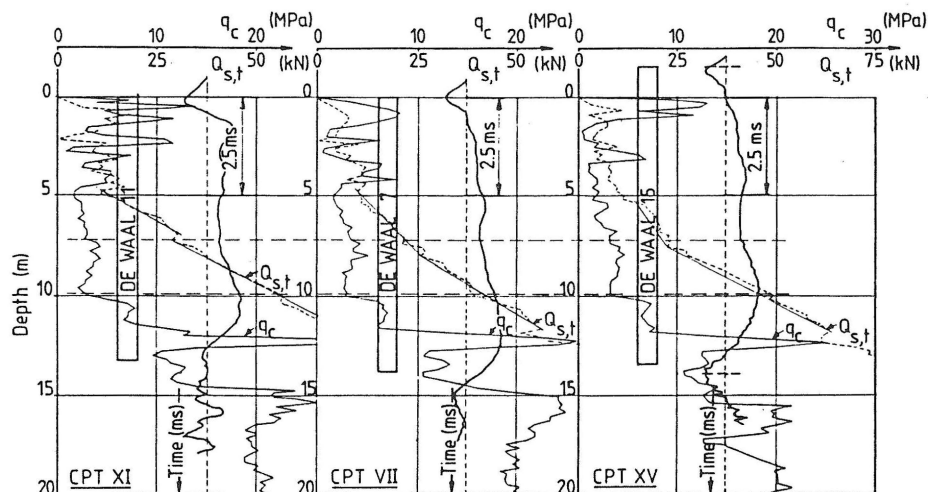 q_c (MPa) q_c (MPa) q_c (MPa)
0 10 20 0 10 20 0 10 20 30
0 25 50 (kN) 0 25 50 (kN) 0 25 50 75
Q_s,t Q_s,t Q_s,t (kN)
0 0 0
2.5 ms 2.5 ms 2.5 ms
5 5 5
DE WAAL 11 DE WAAL 15
Depth (m)
Q_s,t
10 10 10
q_c q_c Q_s,t q_c Q_s,t
15 15 15
Time (ms) Time (ms) Time (ms)
CPT XI CPT VII CPT XV
20 20 20